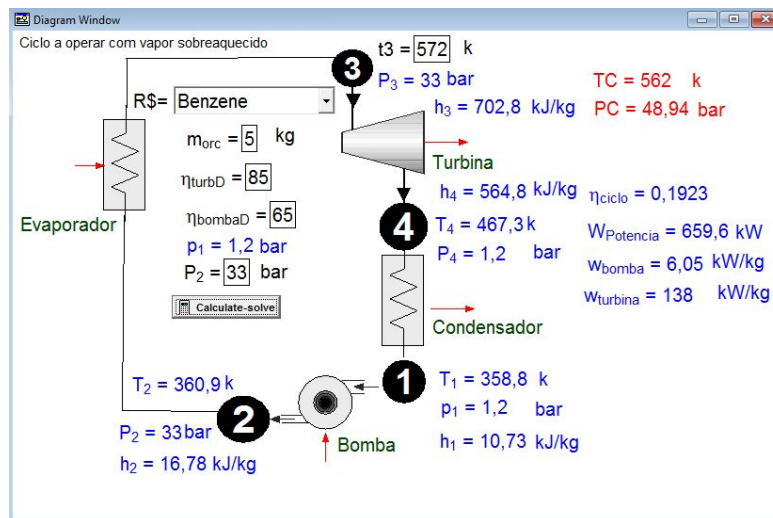 Diagram Window
Ciclo a operar com vapor sobreaquecido
t3 = 572 k
3
P3 = 33 bar
h3 = 702,8 kJ/kg
TC = 562 k
PC = 48,94 bar
R$= Benzene
morc = 5 kg
ηturbD = 85
ηbombaD = 65
p1 = 1,2 bar
P2 = 33 bar
Calculate-solve
Evaporador
Turbina
h4 = 564,8 kJ/kg
4
T4 = 467,3 k
P4 = 1,2 bar
ηciclo = 0,1923
WPotencia = 659,6 kW
wbomba = 6,05 kW/kg
wturbina = 138 kW/kg
Condensador
1
T1 = 358,8 k
p1 = 1,2 bar
h1 = 10,73 kJ/kg
T2 = 360,9 k
2
P2 = 33 bar
h2 = 16,78 kJ/kg
Bomba